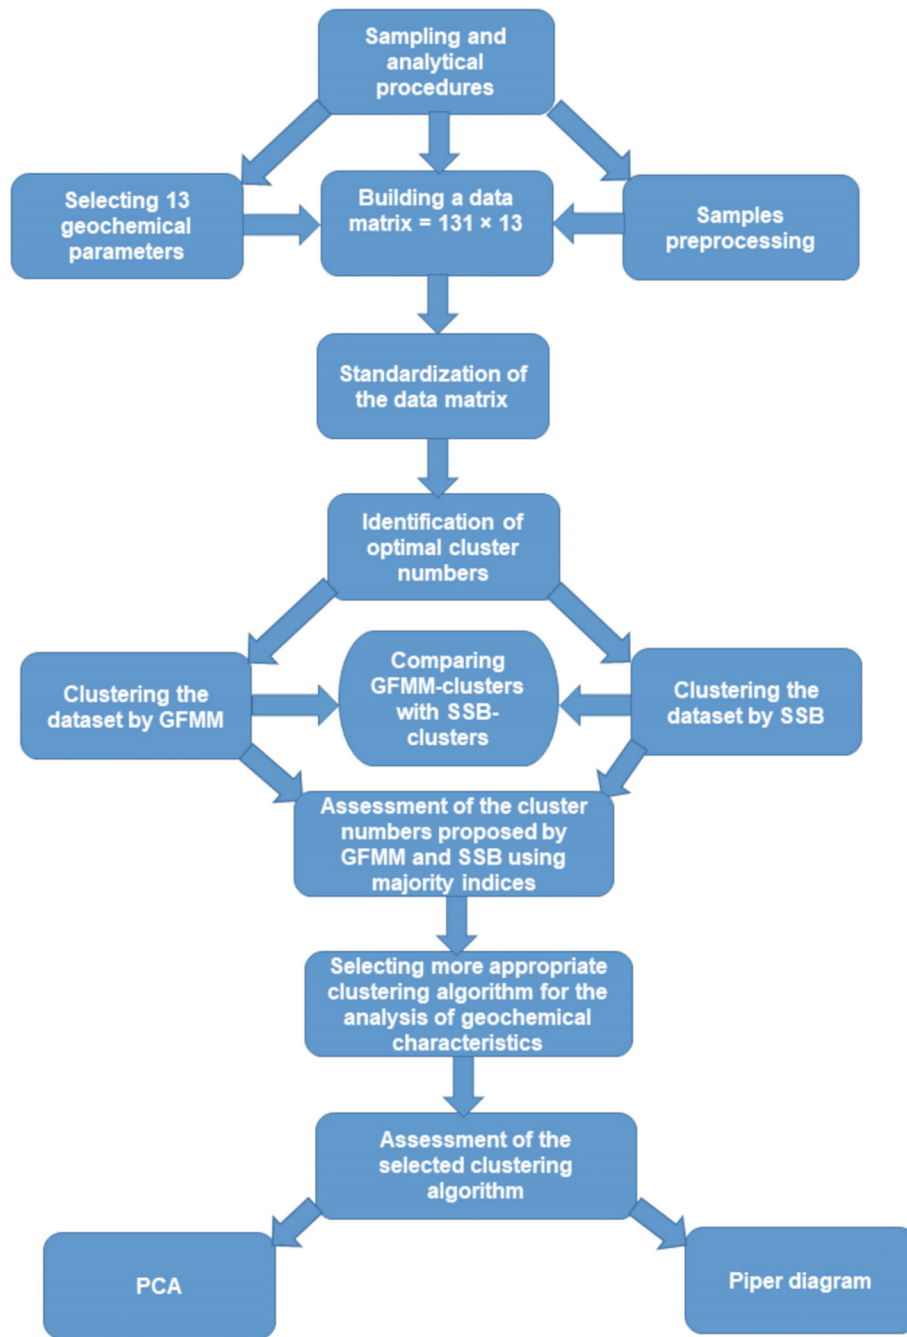 Sampling and
analytical
procedures
Selecting 13
geochemical
parameters
Building a data
matrix = 131 × 13
Samples
preprocessing
Standardization of
the data matrix
Identification of
optimal cluster
numbers
Clustering the
dataset by GFMM
Comparing
GFMM-clusters
with SSB-
clusters
Clustering the
dataset by SSB
Assessment of the cluster
numbers proposed by
GFMM and SSB using
majority indices
Selecting more appropriate
clustering algorithm for the
analysis of geochemical
characteristics
Assessment of the
selected clustering
algorithm
PCA
Piper diagram